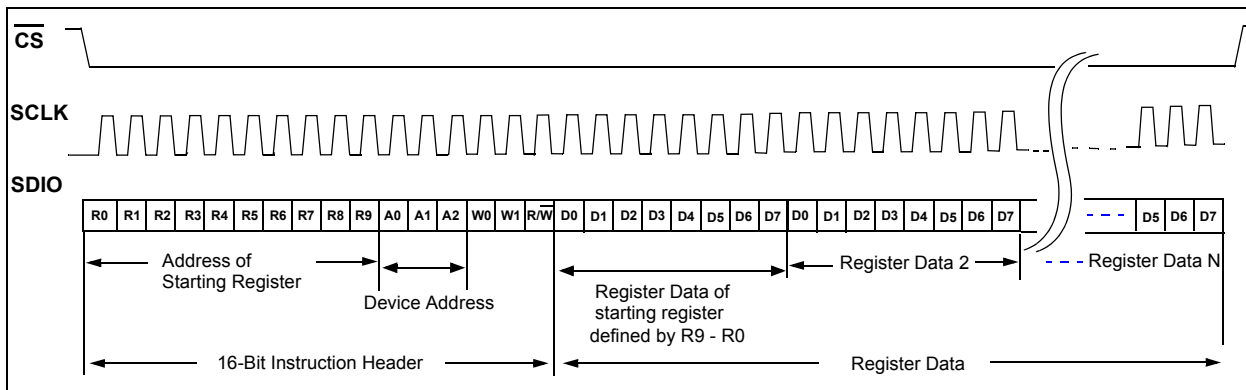 CS
SCLK
SDIO
R0 R1 R2 R3 R4 R5 R6 R7 R8 R9 A0 A1 A2 W0 W1 R/W D0 D1 D2 D3 D4 D5 D6 D7 D0 D1 D2 D3 D4 D5 D6 D7 D5 D6 D7
Address of
Starting Register
Device Address
Register Data of
starting register
defined by R9 - R0
Register Data 2
Register Data N
16-Bit Instruction Header
Register Data